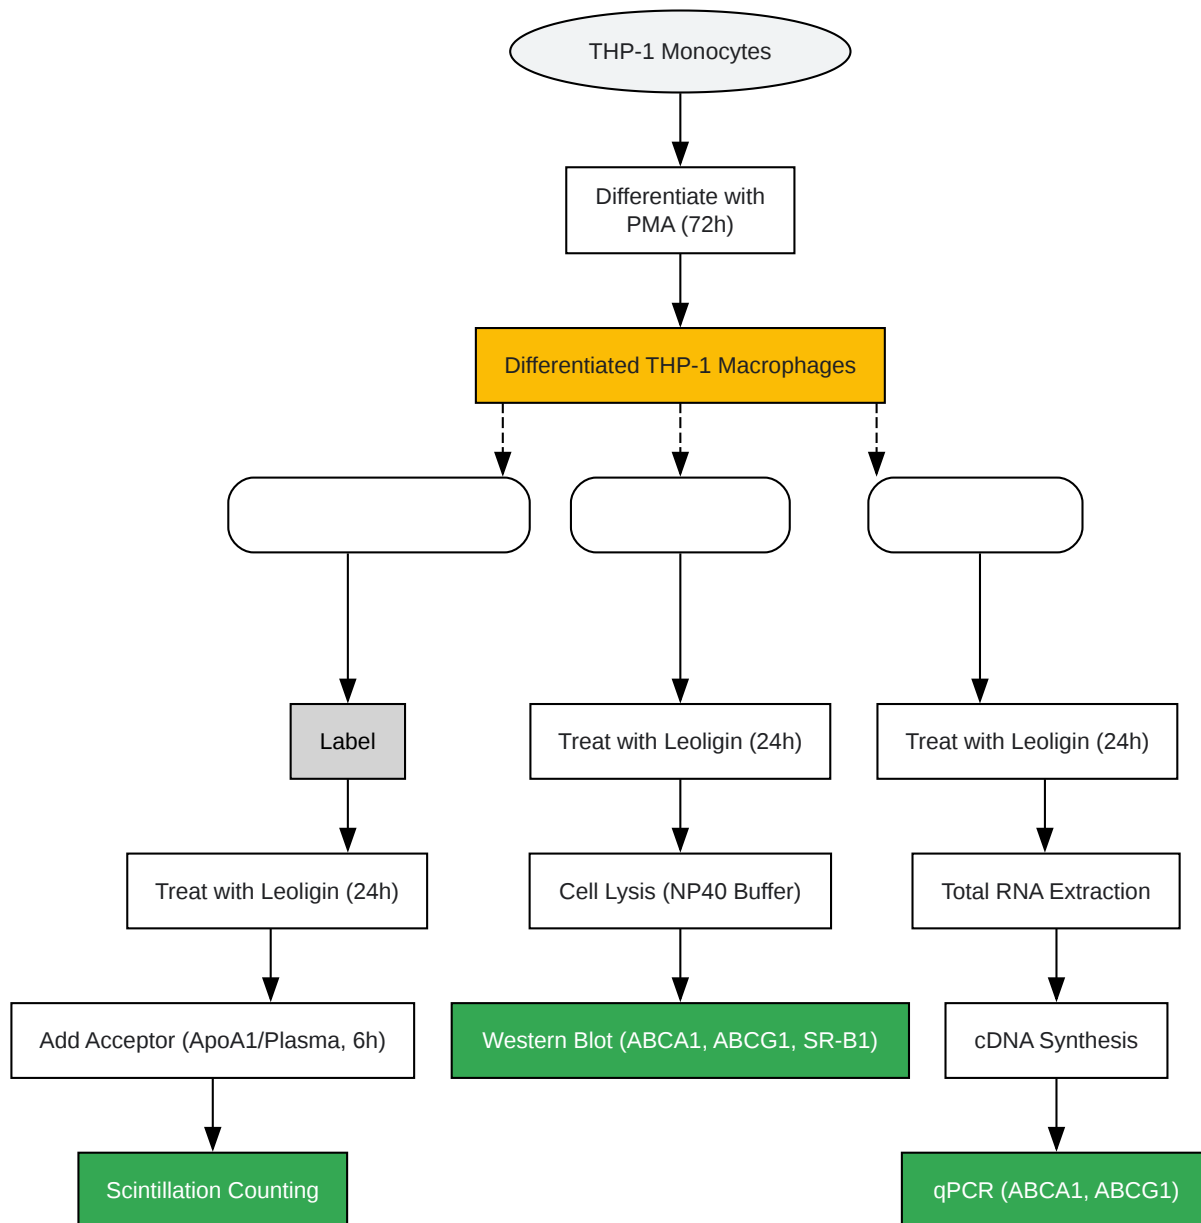 THP-1 Monocytes
Differentiate with
PMA (72h)
Differentiated THP-1 Macrophages
Label
Treat with Leoligin (24h)
Treat with Leoligin (24h)
Treat with Leoligin (24h)
Cell Lysis (NP40 Buffer)
Total RNA Extraction
Add Acceptor (ApoA1/Plasma, 6h)
Western Blot (ABCA1, ABCG1, SR-B1)
cDNA Synthesis
Scintillation Counting
qPCR (ABCA1, ABCG1)